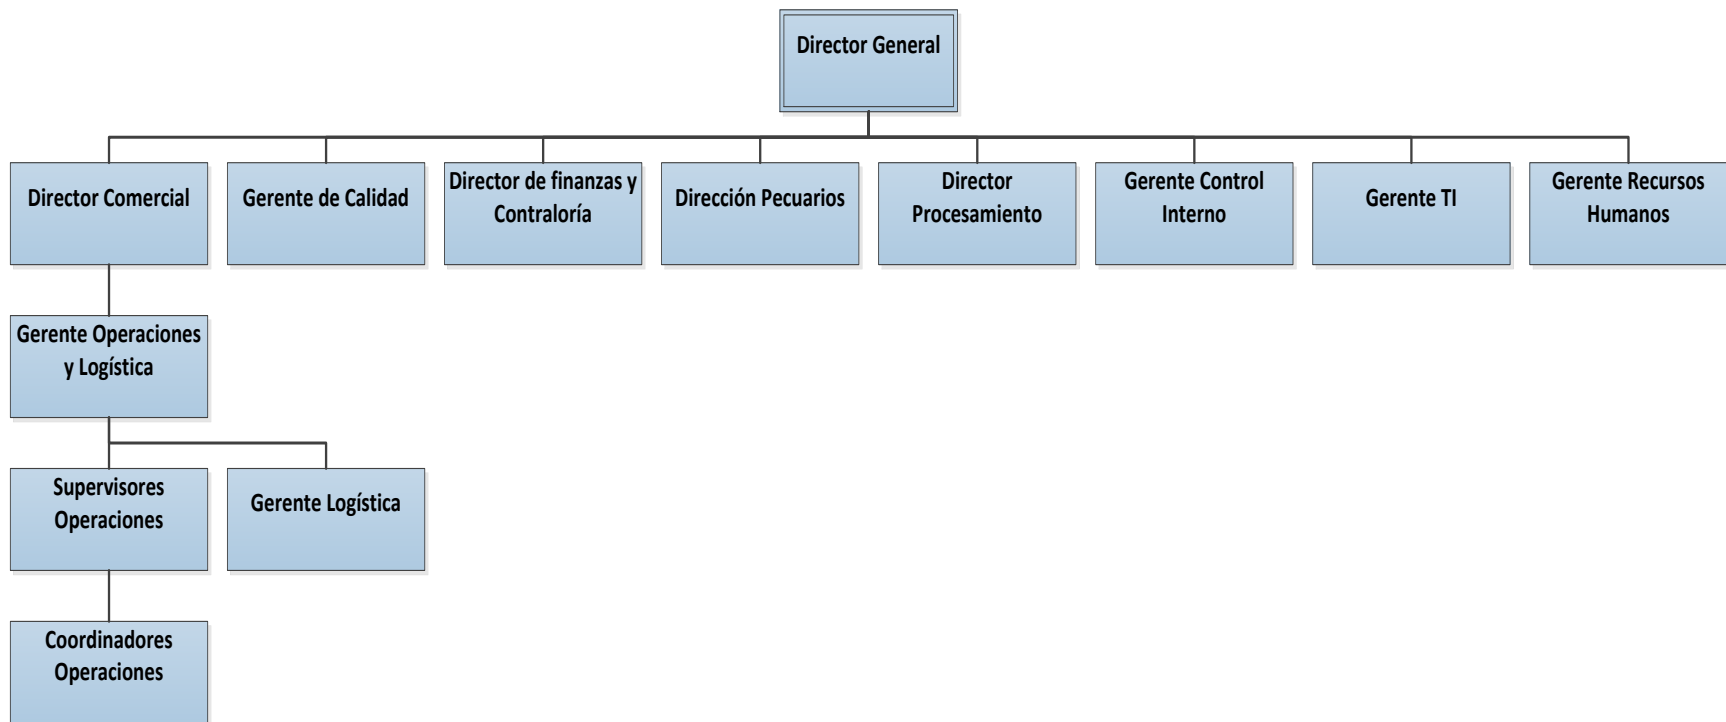 Director General
Director Comercial
Gerente de Calidad
Director de finanzas y
Contraloría
Dirección Pecuarios
Director
Procesamiento
Gerente Control
Interno
Gerente TI
Gerente Recursos
Humanos
Gerente Operaciones
y Logística
Supervisores
Operaciones
Gerente Logística
Coordinadores
Operaciones